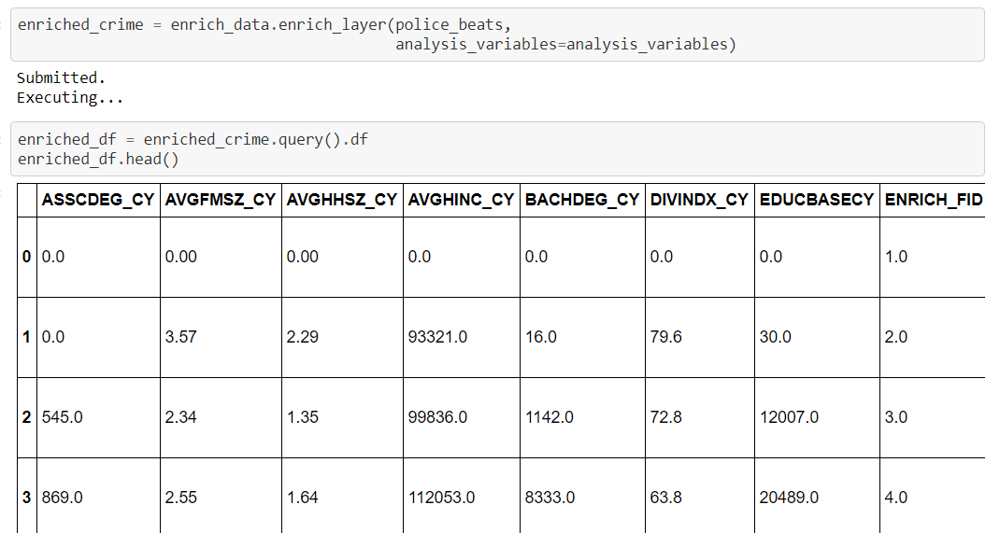 enriched_crime = enrich_data.enrich_layer(police_beats,
analysis_variables=analysis_variables)
Submitted.
Executing...
enriched_df = enriched_crime.query().df
enriched_df.head()
ASSCDEG_CY AVGFMSZ_CY AVGHHSZ_CY AVGHINC_CY BACHDEG_CY DIVINDX_CY EDUCBASECY ENRICH_FID
0 0.0 0.00 0.00 0.0 0.0 0.0 0.0 1.0
1 0.0 3.57 2.29 93321.0 16.0 79.6 30.0 2.0
2 545.0 2.34 1.35 99836.0 1142.0 72.8 12007.0 3.0
3 869.0 2.55 1.64 112053.0 8333.0 63.8 20489.0 4.0